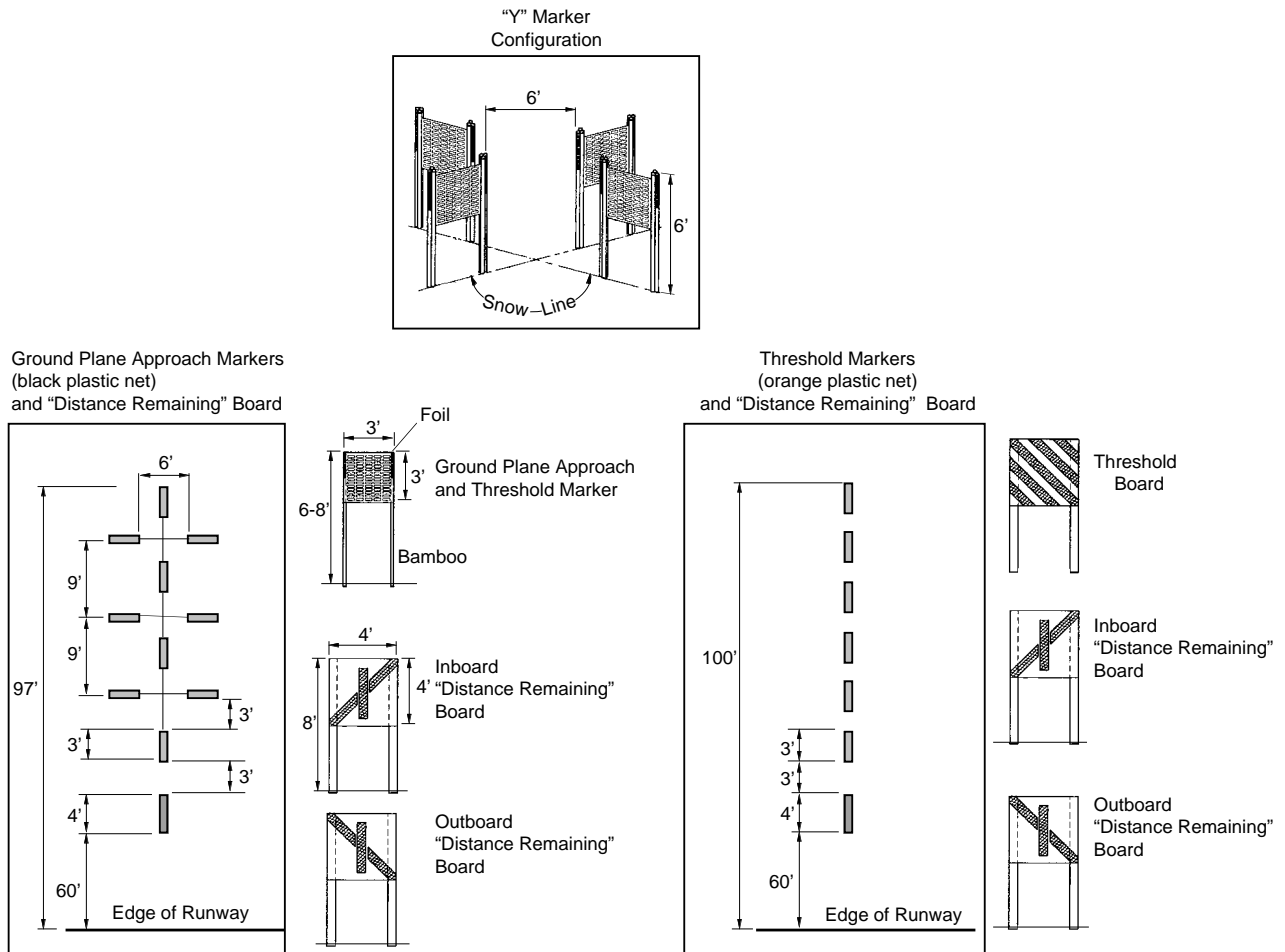 “Y” Marker
Configuration
6’
6’
Snow–Line
Ground Plane Approach Markers
(black plastic net)
and “Distance Remaining” Board
6’
9’
9’
97’
3’
3’
3’
4’
60’
Edge of Runway
Foil
3’
3’
6-8’
Ground Plane Approach
and Threshold Marker
Bamboo
4’
4’
8’
Inboard
“Distance Remaining”
Board
Outboard
“Distance Remaining”
Board
Threshold Markers
(orange plastic net)
and “Distance Remaining” Board
100’
3’
3’
4’
60’
Edge of Runway
Threshold
Board
Inboard
“Distance Remaining”
Board
Outboard
“Distance Remaining”
Board